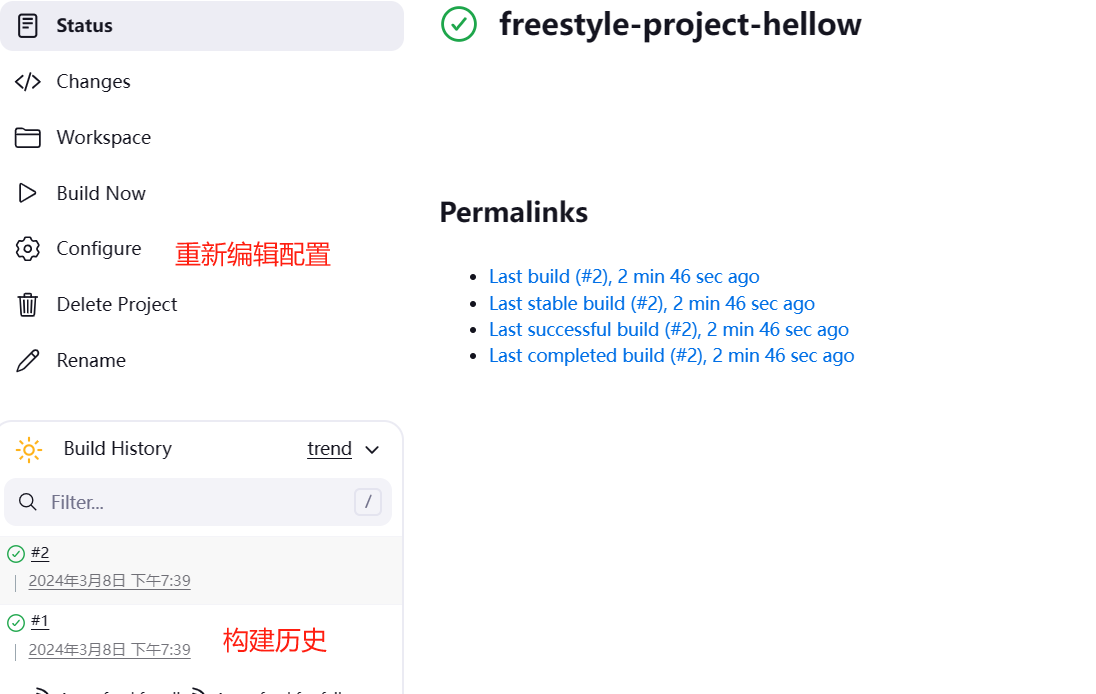 Status
Changes
Workspace
Build Now
Configure
重新编辑配置
Delete Project
Rename
Build History
trend
Filter...
/
#2
2024年3月8日 下午7:39
#1
2024年3月8日 下午7:39
构建历史
freestyle-project-hellow
Permalinks
Last build (#2), 2 min 46 sec ago
Last stable build (#2), 2 min 46 sec ago
Last successful build (#2), 2 min 46 sec ago
Last completed build (#2), 2 min 46 sec ago